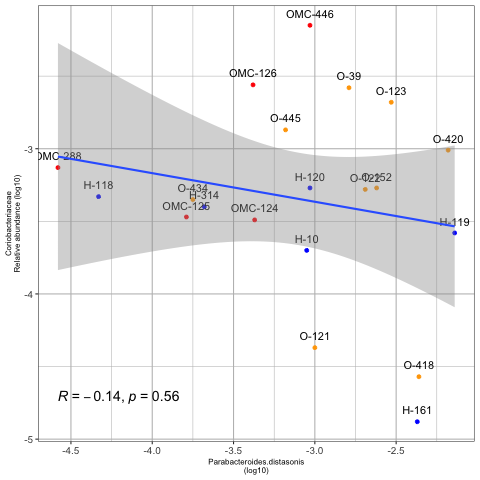 OMC-446
OMC-126
O-39
O-123
O-445
O-420
OMC-288
H-118
O-434
H-314
OMC-125
OMC-124
H-120
O-252
H-119
H-10
O-121
O-418
H-161
R = −0.14, p = 0.56
-3
-4
-5
-4.5
-4.0
-3.5
-3.0
-2.5
Coriobacteriaceae
Relative abundance (log10)
Parabacteroides.distasonis
(log10)